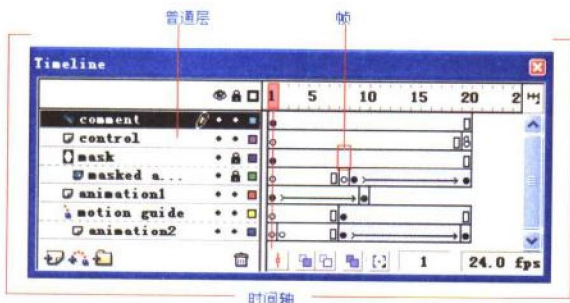 普通层 帧
Timeline
1 5 10 15 20 2
comment
control
mask
masked a...
animation1
motion guide
animation2
1 24.0 fps
时间轴